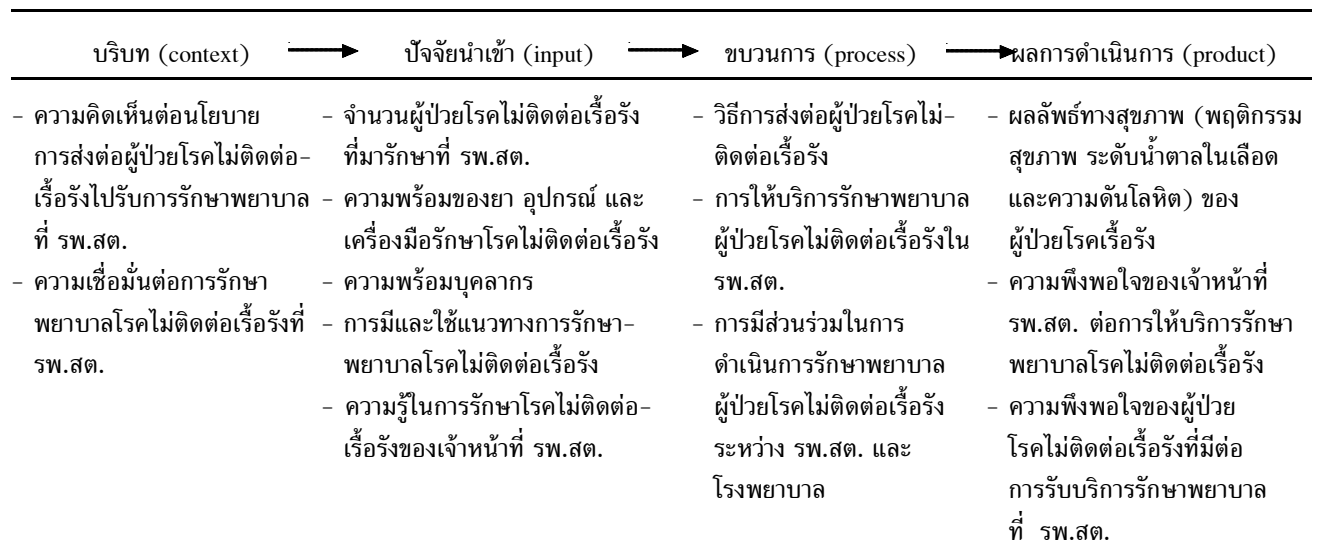 บริบท (context) ปัจจัยนำเข้า (input) ขบวนการ (process) ผลการดำเนินการ (product)
- ความคิดเห็นต่อนโยบาย
การส่งต่อผู้ป่วยโรคไม่ติดต่อ-
เรื้อรังไปรับการรักษาพยาบาล
ที่ รพ.สต.
- ความเชื่อมั่นต่อการรักษา
พยาบาลโรคไม่ติดต่อเรื้อรังที่
รพ.สต.
- จำนวนผู้ป่วยโรคไม่ติดต่อเรื้อรัง
ที่มารักษาที่ รพ.สต.
- ความพร้อมของยา อุปกรณ์ และ
เครื่องมือรักษาโรคไม่ติดต่อเรื้อรัง
- ความพร้อมบุคลากร
- การมีและใช้แนวทางการรักษา-
พยาบาลโรคไม่ติดต่อเรื้อรัง
- ความรู้ในการรักษาโรคไม่ติดต่อ-
เรื้อรังของเจ้าหน้าที่ รพ.สต.
- วิธีการส่งต่อผู้ป่วยโรคไม่-
ติดต่อเรื้อรัง
- การให้บริการรักษาพยาบาล
ผู้ป่วยโรคไม่ติดต่อเรื้อรังใน
รพ.สต.
- การมีส่วนร่วมในการ
ดำเนินการรักษาพยาบาล
ผู้ป่วยโรคไม่ติดต่อเรื้อรัง
ระหว่าง รพ.สต. และ
โรงพยาบาล
- ผลลัพธ์ทางสุขภาพ (พฤติกรรม
สุขภาพ ระดับน้ำตาลในเลือด
และความดันโลหิต) ของ
ผู้ป่วยโรคเรื้อรัง
- ความพึงพอใจของเจ้าหน้าที่
รพ.สต. ต่อการให้บริการรักษา
พยาบาลโรคไม่ติดต่อเรื้อรัง
- ความพึงพอใจของผู้ป่วย
โรคไม่ติดต่อเรื้อรังที่มีต่อ
การรับบริการรักษาพยาบาล
ที่ รพ.สต.